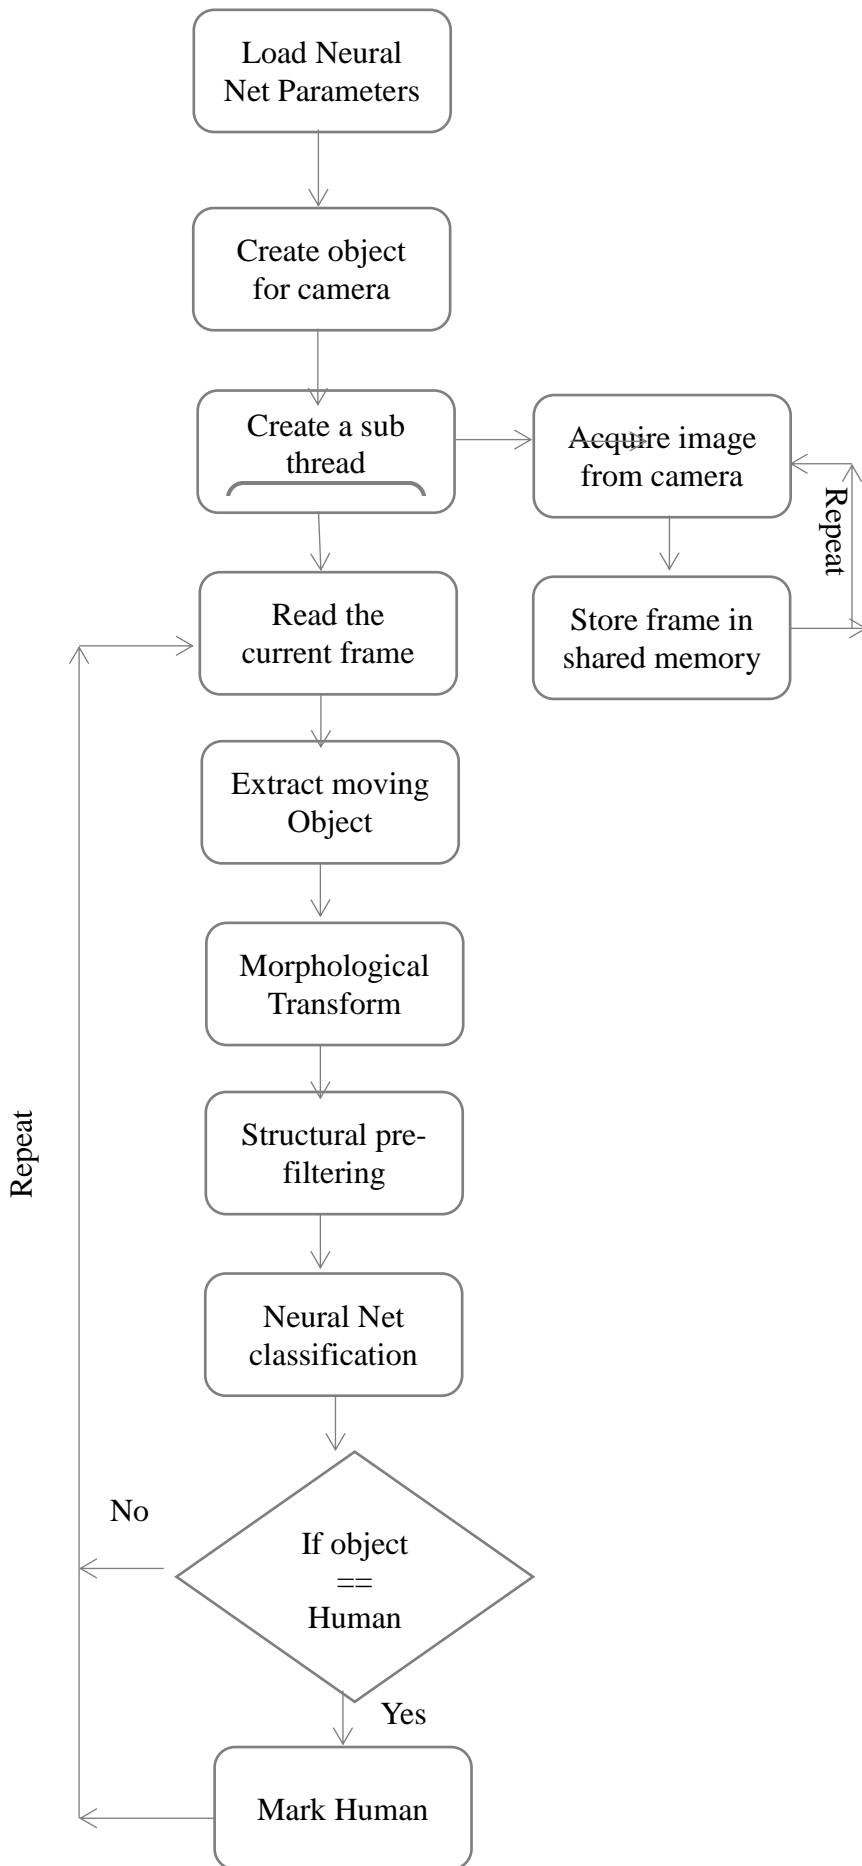 Load Neural
Net Parameters
Create object
for camera
Create a sub
thread
Acquire image
from camera
Repeat
Read the
current frame
Store frame in
shared memory
Extract moving
Object
Morphological
Transform
Repeat
Structural pre-
filtering
Neural Net
classification
No
If object
==
Human
Yes
Mark Human